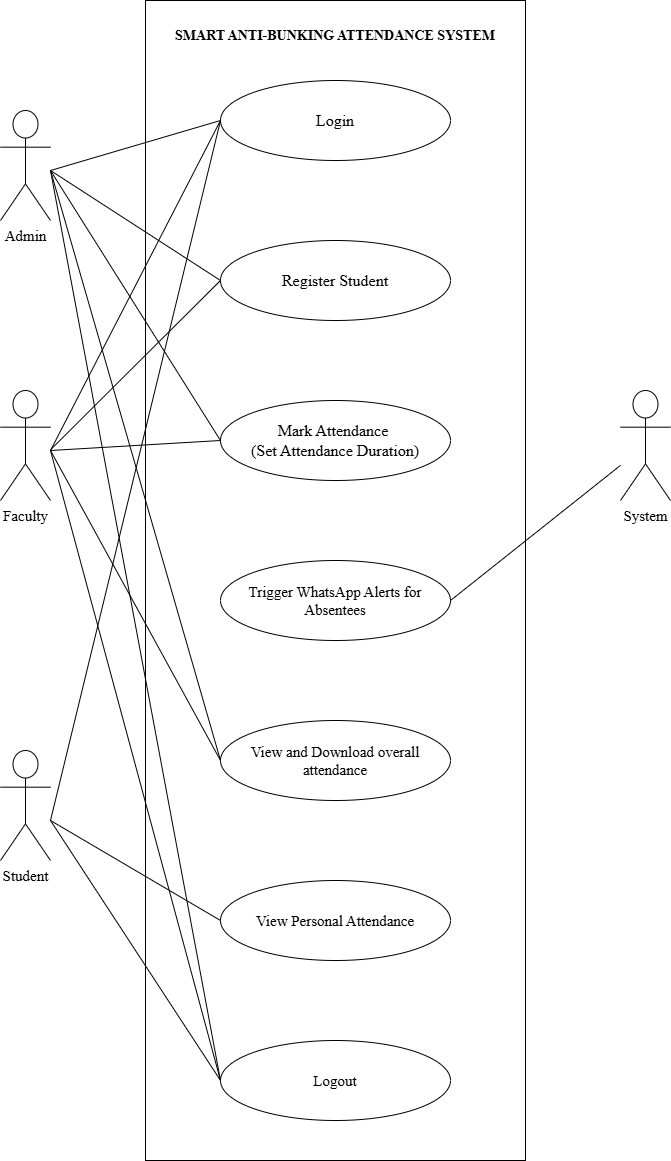 SMART ANTI-BUNKING ATTENDANCE SYSTEM
Login
Admin
Register Student
Mark Attendance
(Set Attendance Duration)
Faculty
System
Trigger WhatsApp Alerts for
Absentees
View and Download overall
attendance
Student
View Personal Attendance
Logout